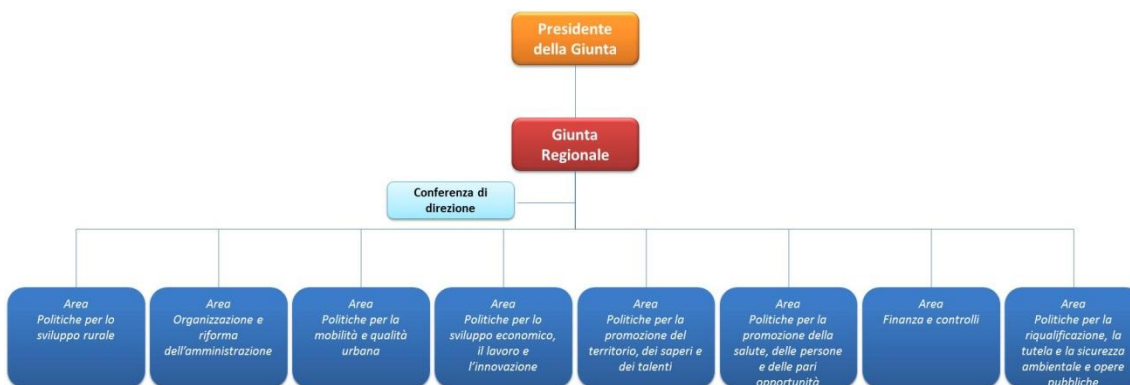 Presidente
della Giunta
Giunta
Regionale
Conferenza di
direzione
Area
Politiche per lo
sviluppo rurale
Area
Organizzazione e
riforma
dell'amministrazione
Area
Politiche per la
mobilità e qualità
urbana
Area
Politiche per lo
sviluppo economico,
il lavoro e
l'innovazione
Area
Politiche per la
promozione del
territorio, dei saperi e
dei talenti
Area
Politiche per la
promozione della
salute, delle persone
e delle pari
opportunità
Area
Finanza e controlli
Area
Politiche per la
riqualificazione, la
tutela e la sicurezza
ambientale e opere
pubbliche